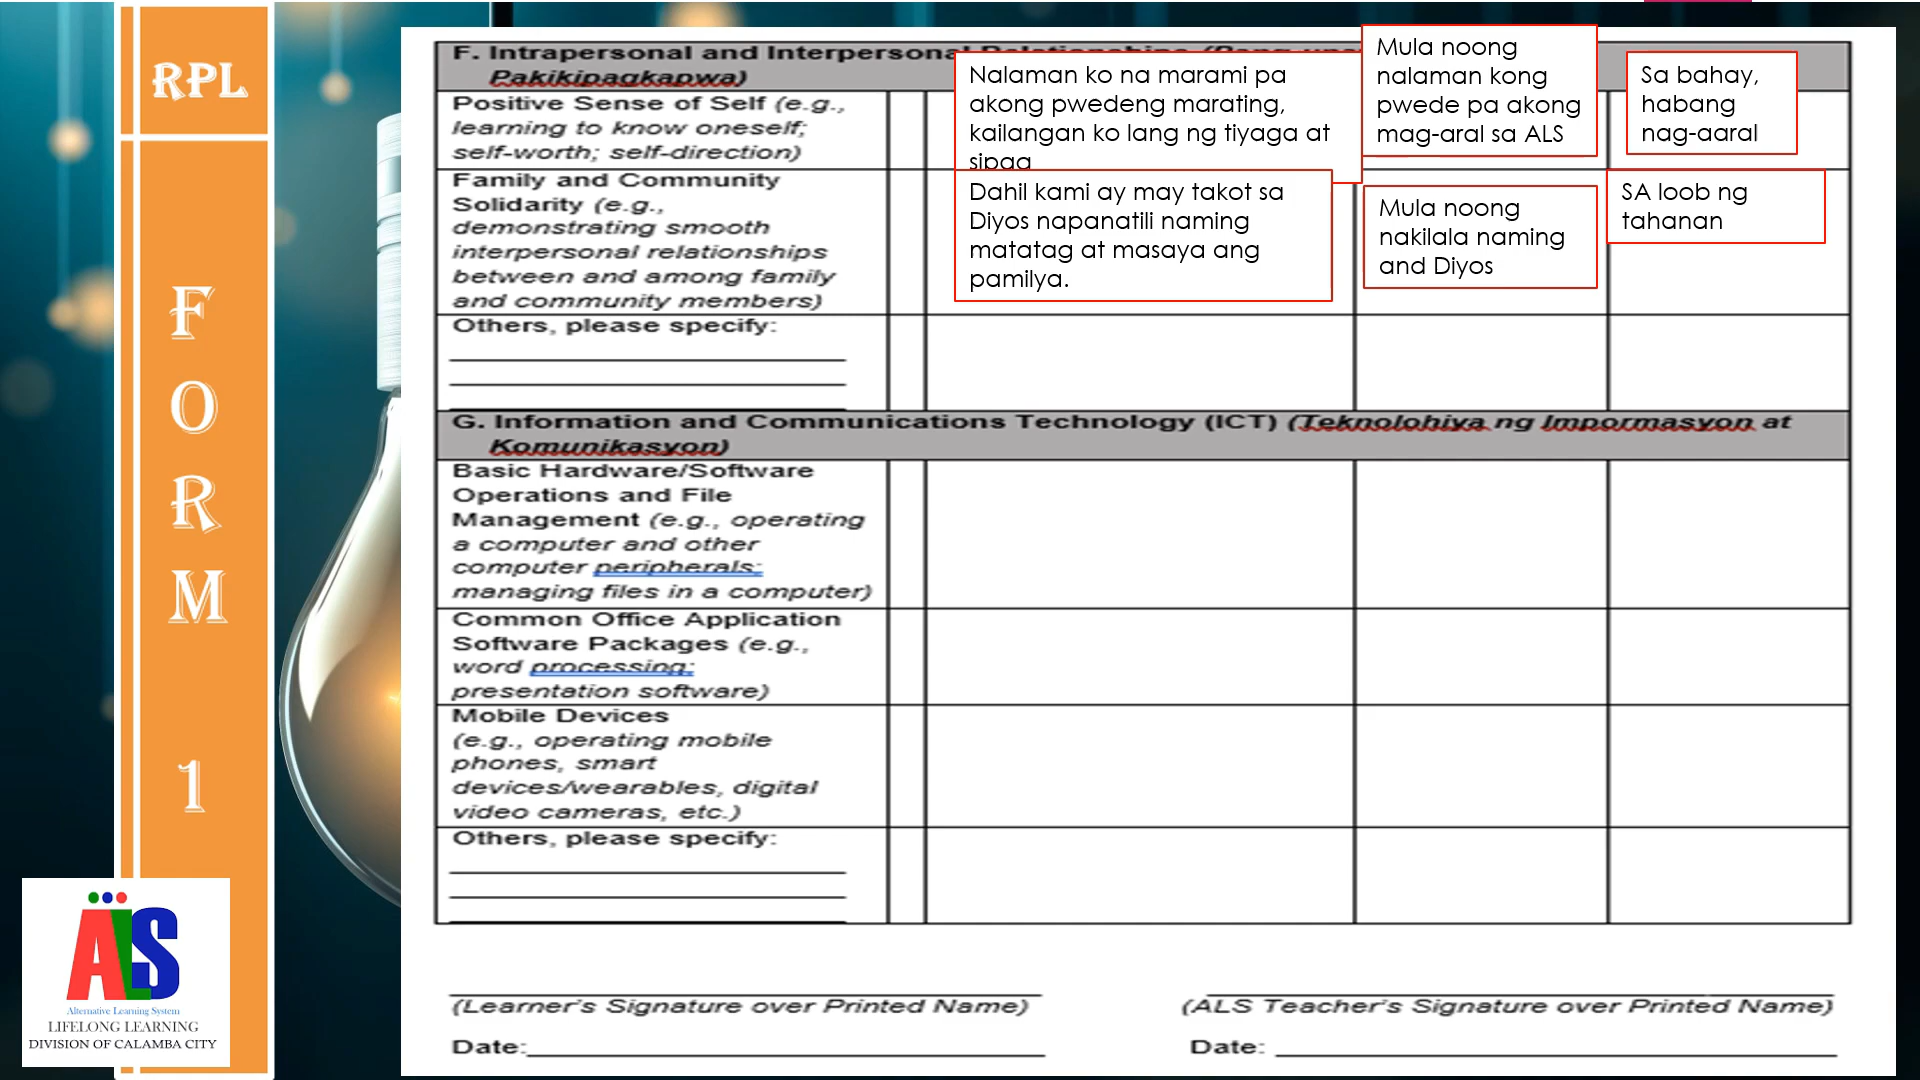 RPL
F
O
R
M
1
F. Intrapersonal and Interpersonal
Pakikipagkapwa)
Nalaman ko na marami pa
akong pwedeng marating,
kailangan ko lang ng tiyaga at
sipag
Mula noong
nalaman kong
pwede pa akong
mag-aral sa ALS
Sa bahay,
habang
nag-aaral
Positive Sense of Self (e.g.,
learning to know oneself;
self-worth; self-direction)
Family and Community
Solidarity (e.g.,
demonstrating smooth
interpersonal relationships
between and among family
and community members)
Dahil kami ay may takot sa
Diyos napanatili naming
matatag at masaya ang
pamilya.
Mula noong
nakilala naming
and Diyos
SA loob ng
tahanan
Others, please specify:
G. Information and Communications Technology (ICT) (Teknolohiya ng Impormasyon at
Komunikasyon)
Basic Hardware/Software
Operations and File
Management (e.g., operating
a computer and other
computer peripherals;
managing files in a computer)
Common Office Application
Software Packages (e.g.,
word processing;
presentation software)
Mobile Devices
(e.g., operating mobile
phones, smart
devices/wearables, digital
video cameras, etc.)
Others, please specify:
(Learner's Signature over Printed Name)
(ALS Teacher's Signature over Printed Name)
Date:
Date:
ALS
Alternative Learning System
LIFELONG LEARNING
DIVISION OF CALAMBA CITY